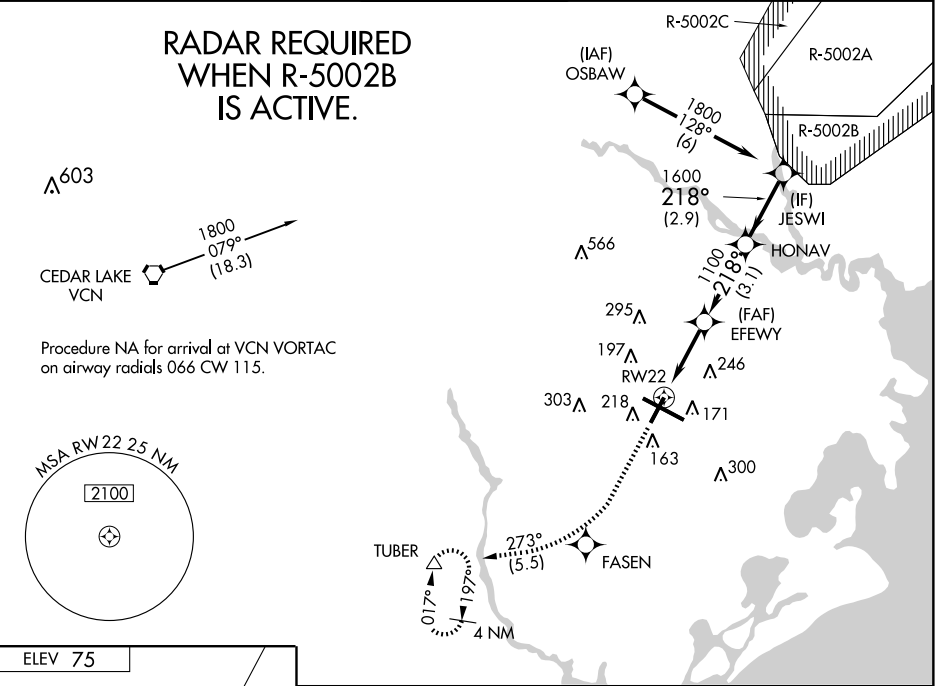 RADAR REQUIRED
WHEN R-5002B
IS ACTIVE.
R-5002C
R-5002A
R-5002B
(IAF)
OSBAW
1800
128°
(6)
1600
218°
(2.9)
(IF)
JESWI
HONAV
603
1800
079°
(18.3)
CEDAR LAKE
VCN
566
1100
218°
(3.1)
(FAF)
EFEWY
295
Procedure NA for arrival at VCN VORTAC
on airway radials 066 CW 115.
197
246
RW22
303
218
171
163
300
MSA RW 22 25 NM
2100
TUBER
273°
(5.5)
FASEN
017°
197°
4 NM
ELEV 75